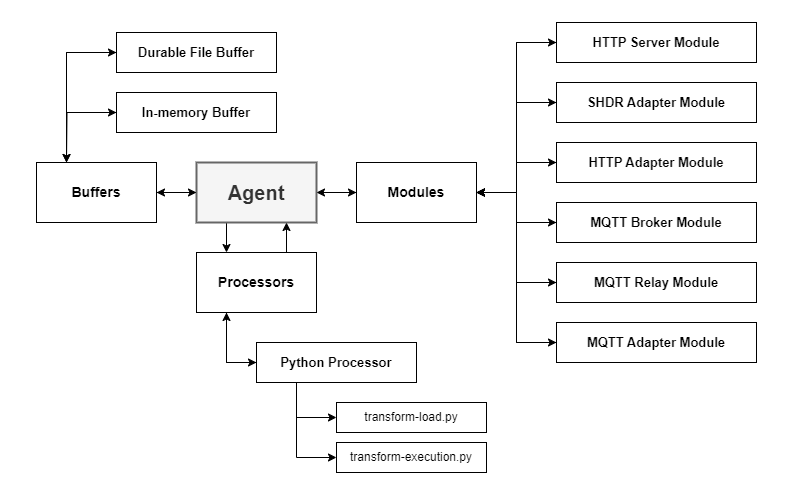 Durable File Buffer
In-memory Buffer
Buffers
Agent
Modules
Processors
Python Processor
transform-load.py
transform-execution.py
HTTP Server Module
SHDR Adapter Module
HTTP Adapter Module
MQTT Broker Module
MQTT Relay Module
MQTT Adapter Module